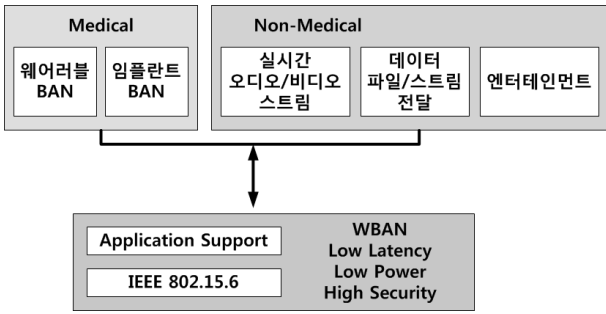 Medical
웨어러블
BAN
임플란트
BAN
Non-Medical
실시간
오디오/비디오
스트림
데이터
파일/스트림
전달
엔터테인먼트
Application Support
IEEE 802.15.6
WBAN
Low Latency
Low Power
High Security